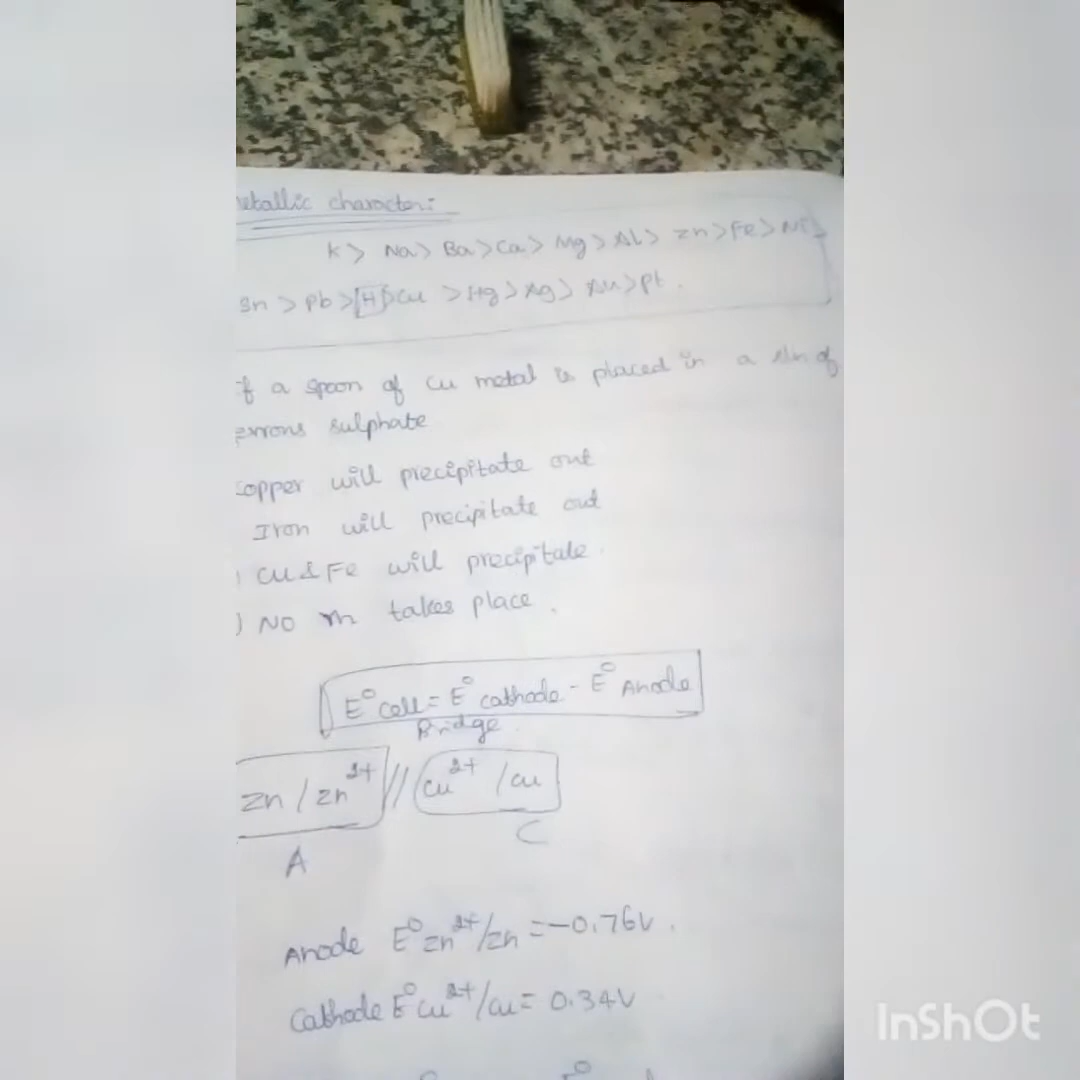 etallic character:
K > Na > Ba > Ca > Mg > Al > Zn > Fe > Ni >
Sn > Pb > [H] > Cu > Hg > Ag > Au > Pt .
If a spoon of Cu metal is placed in a sln of
errous sulphate
Copper will precipitate out
Iron will precipitate out
) Cu & Fe will precipitate .
) NO rn takes place .
E° cell = E° cathode - E° Anode
Bridge
Zn / Zn²⁺ // Cu²⁺ / Cu
A C
Anode E° Zn²⁺/Zn = -0.76V .
Cathode E° Cu²⁺/Cu = 0.34V
InShOt